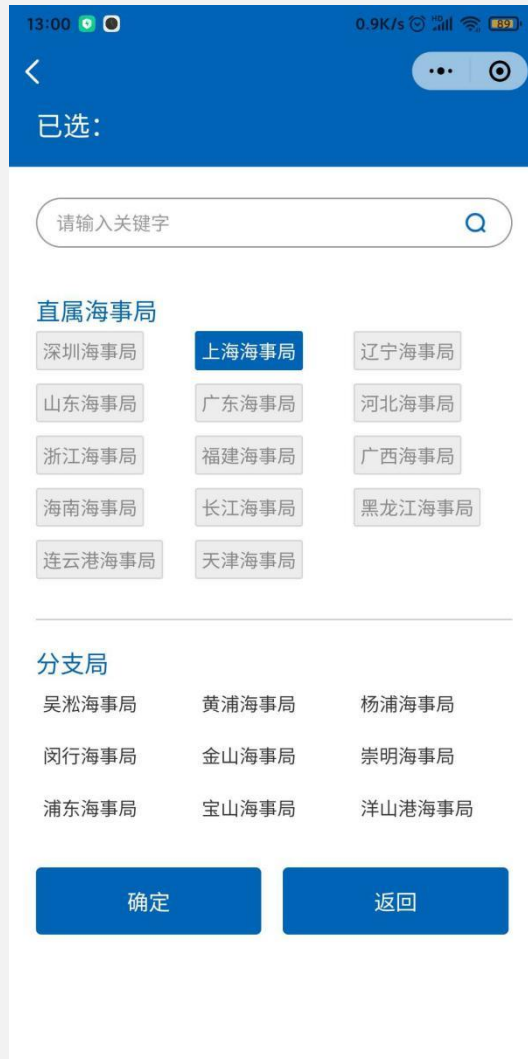 13:00 0.9K/s HD 89
已选：
请输入关键字
直属海事局
深圳海事局 上海海事局 辽宁海事局
山东海事局 广东海事局 河北海事局
浙江海事局 福建海事局 广西海事局
海南海事局 长江海事局 黑龙江海事局
连云港海事局 天津海事局
分支局
吴淞海事局 黄浦海事局 杨浦海事局
闵行海事局 金山海事局 崇明海事局
浦东海事局 宝山海事局 洋山港海事局
确定 返回